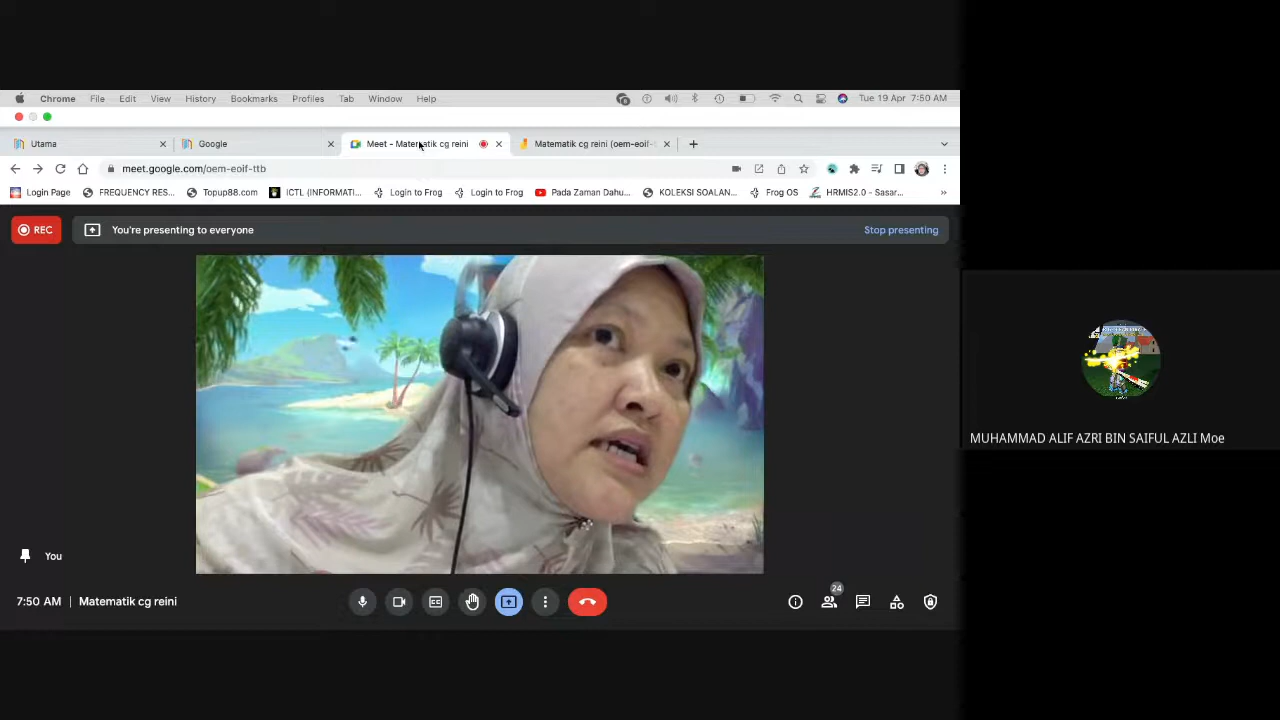 Chrome File Edit View History Bookmarks Profiles Tab Window Help Tue 19 Apr 7:50 AM
Utama Google Meet - Matematik cg reini Matematik cg reini (oem-eoif-
meet.google.com/oem-eoif-ttb
Login Page FREQUENCY RES... Topup88.com ICTL (INFORMATI... Login to Frog Login to Frog Pada Zaman Dahu... KOLEKSI SOALAN... Frog OS HRMIS2.0 - Sasar... »
REC You're presenting to everyone Stop presenting
MUHAMMAD ALIF AZRI BIN SAIFUL AZLI Moe
You
24
7:50 AM | Matematik cg reini